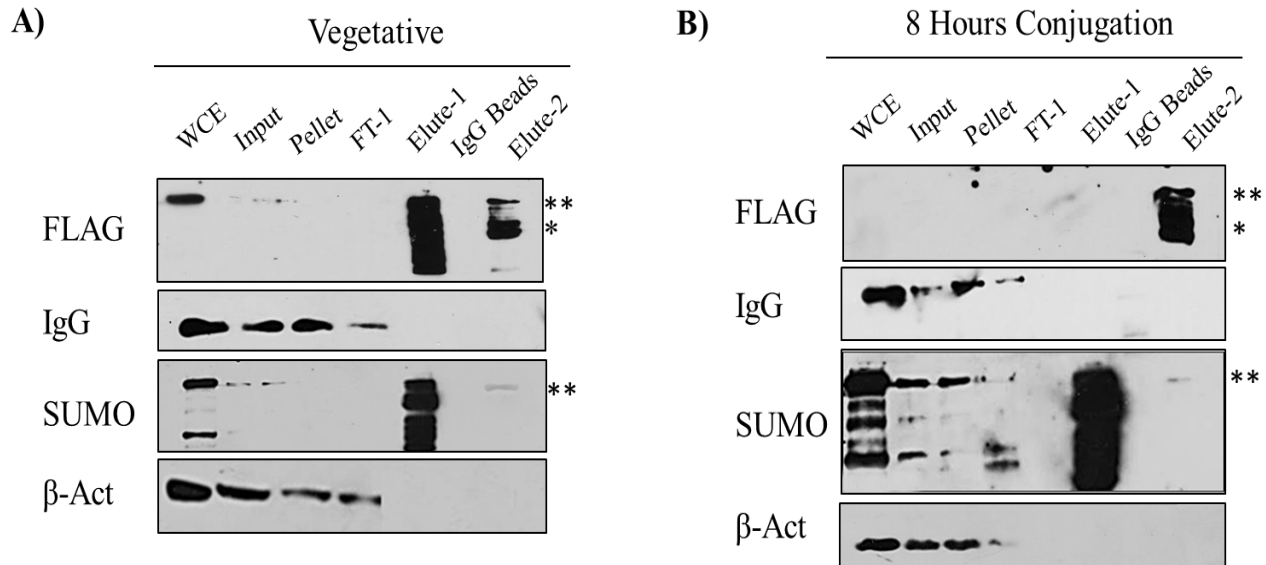 A)
Vegetative
WCE
Input
Pellet
FT-1
Elute-1
IgG Beads
Elute-2
FLAG
**
*
IgG
SUMO
**
β-Act
B)
8 Hours Conjugation
WCE
Input
Pellet
FT-1
Elute-1
IgG Beads
Elute-2
FLAG
**
*
IgG
SUMO
**
β-Act